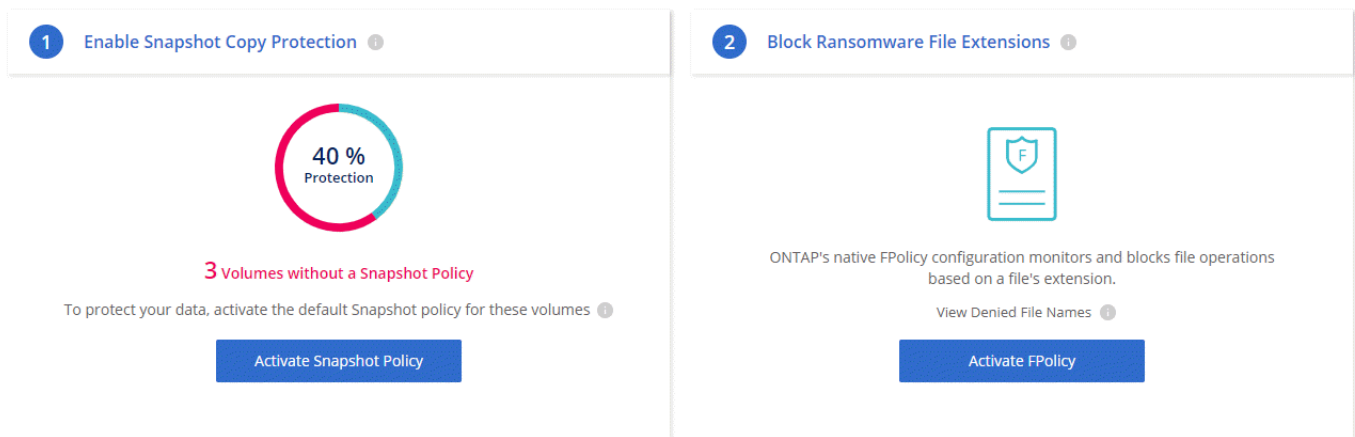 1 Enable Snapshot Copy Protection i
40 %
Protection
3 Volumes without a Snapshot Policy
To protect your data, activate the default Snapshot policy for these volumes i
Activate Snapshot Policy
2 Block Ransomware File Extensions i
F
ONTAP's native FPolicy configuration monitors and blocks file operations
based on a file's extension.
View Denied File Names i
Activate FPolicy